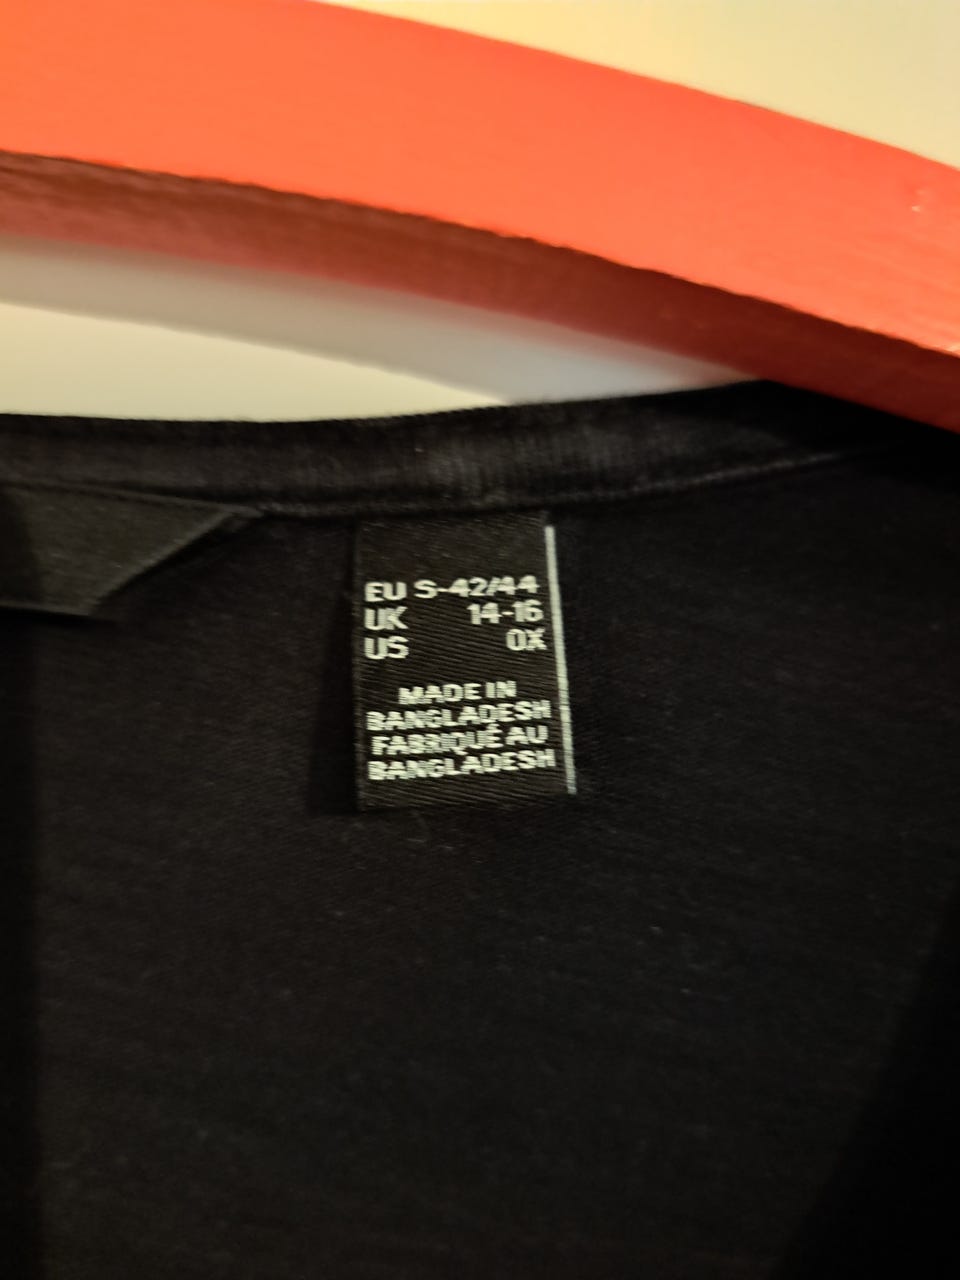 EU S-42/44
UK 14-16
US 0X
MADE IN
BANGLADESH
FABRIQUÉ AU
BANGLADESH